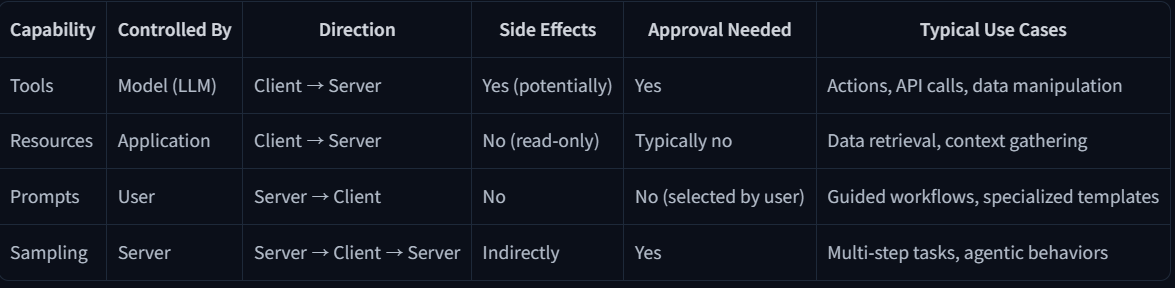 Capability Controlled By Direction Side Effects Approval Needed Typical Use Cases
Tools Model (LLM) Client → Server Yes (potentially) Yes Actions, API calls, data manipulation
Resources Application Client → Server No (read-only) Typically no Data retrieval, context gathering
Prompts User Server → Client No No (selected by user) Guided workflows, specialized templates
Sampling Server Server → Client → Server Indirectly Yes Multi-step tasks, agentic behaviors